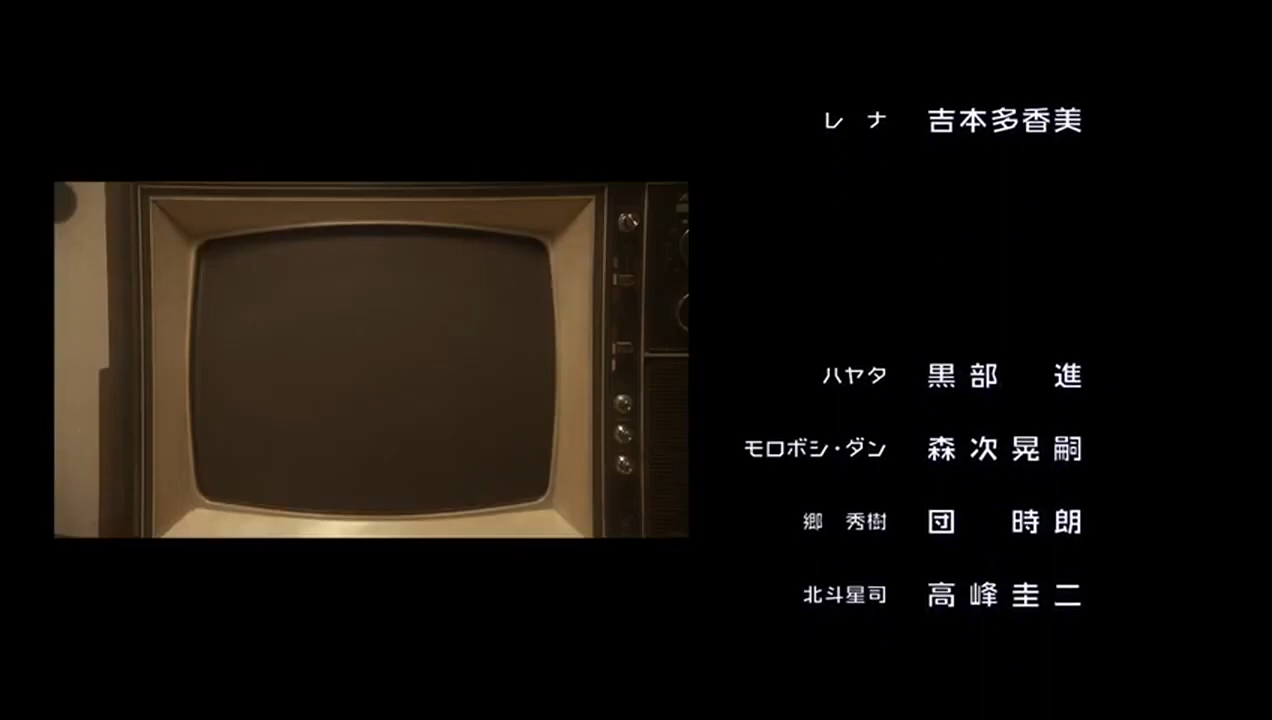 レ ナ 吉本多香美
ハヤタ 黒部 進
モロボシ・ダン 森次晃嗣
郷 秀樹 団 時朗
北斗星司 高峰圭二